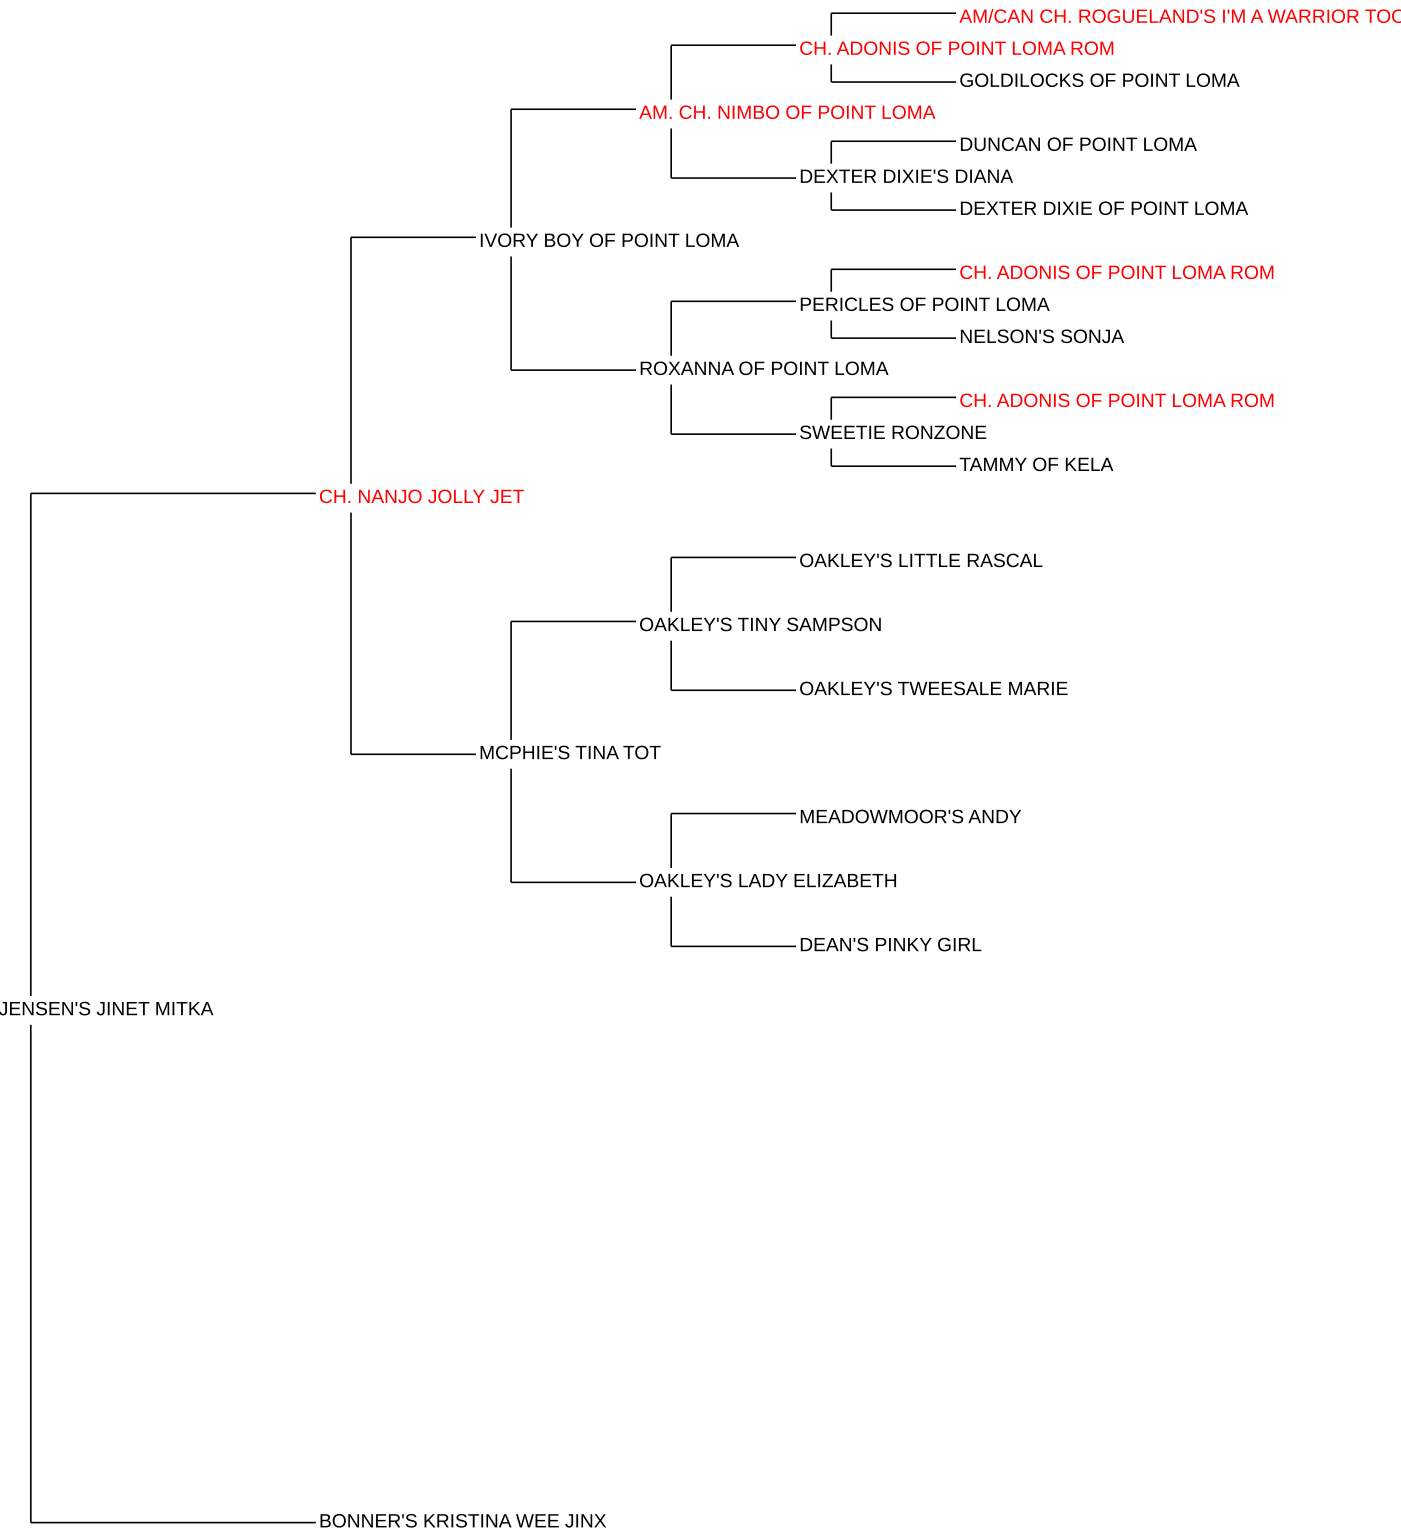 AM/CAN CH. ROGUELAND'S I'M A WARRIOR TOO
CH. ADONIS OF POINT LOMA ROM
GOLDILOCKS OF POINT LOMA
AM. CH. NIMBO OF POINT LOMA
DUNCAN OF POINT LOMA
DEXTER DIXIE'S DIANA
DEXTER DIXIE OF POINT LOMA
IVORY BOY OF POINT LOMA
CH. ADONIS OF POINT LOMA ROM
PERICLES OF POINT LOMA
NELSON'S SONJA
ROXANNA OF POINT LOMA
CH. ADONIS OF POINT LOMA ROM
SWEETIE RONZONE
TAMMY OF KELA
CH. NANJO JOLLY JET
OAKLEY'S LITTLE RASCAL
OAKLEY'S TINY SAMPSON
OAKLEY'S TWEESALE MARIE
MCPHIE'S TINA TOT
MEADOWMOOR'S ANDY
OAKLEY'S LADY ELIZABETH
DEAN'S PINKY GIRL
JENSEN'S JINET MITKA
BONNER'S KRISTINA WEE JINX